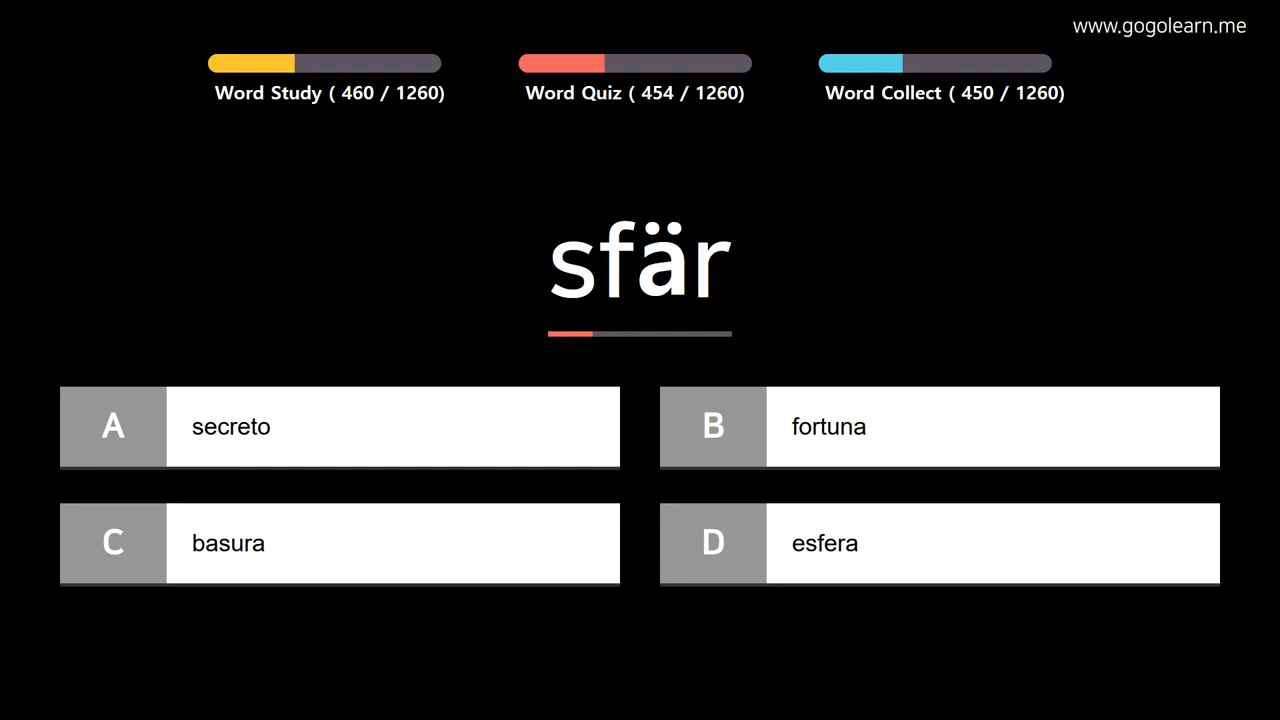 www.gogolearn.me
Word Study ( 460 / 1260)
Word Quiz ( 454 / 1260)
Word Collect ( 450 / 1260)
sfär
A secreto
B fortuna
C basura
D esfera